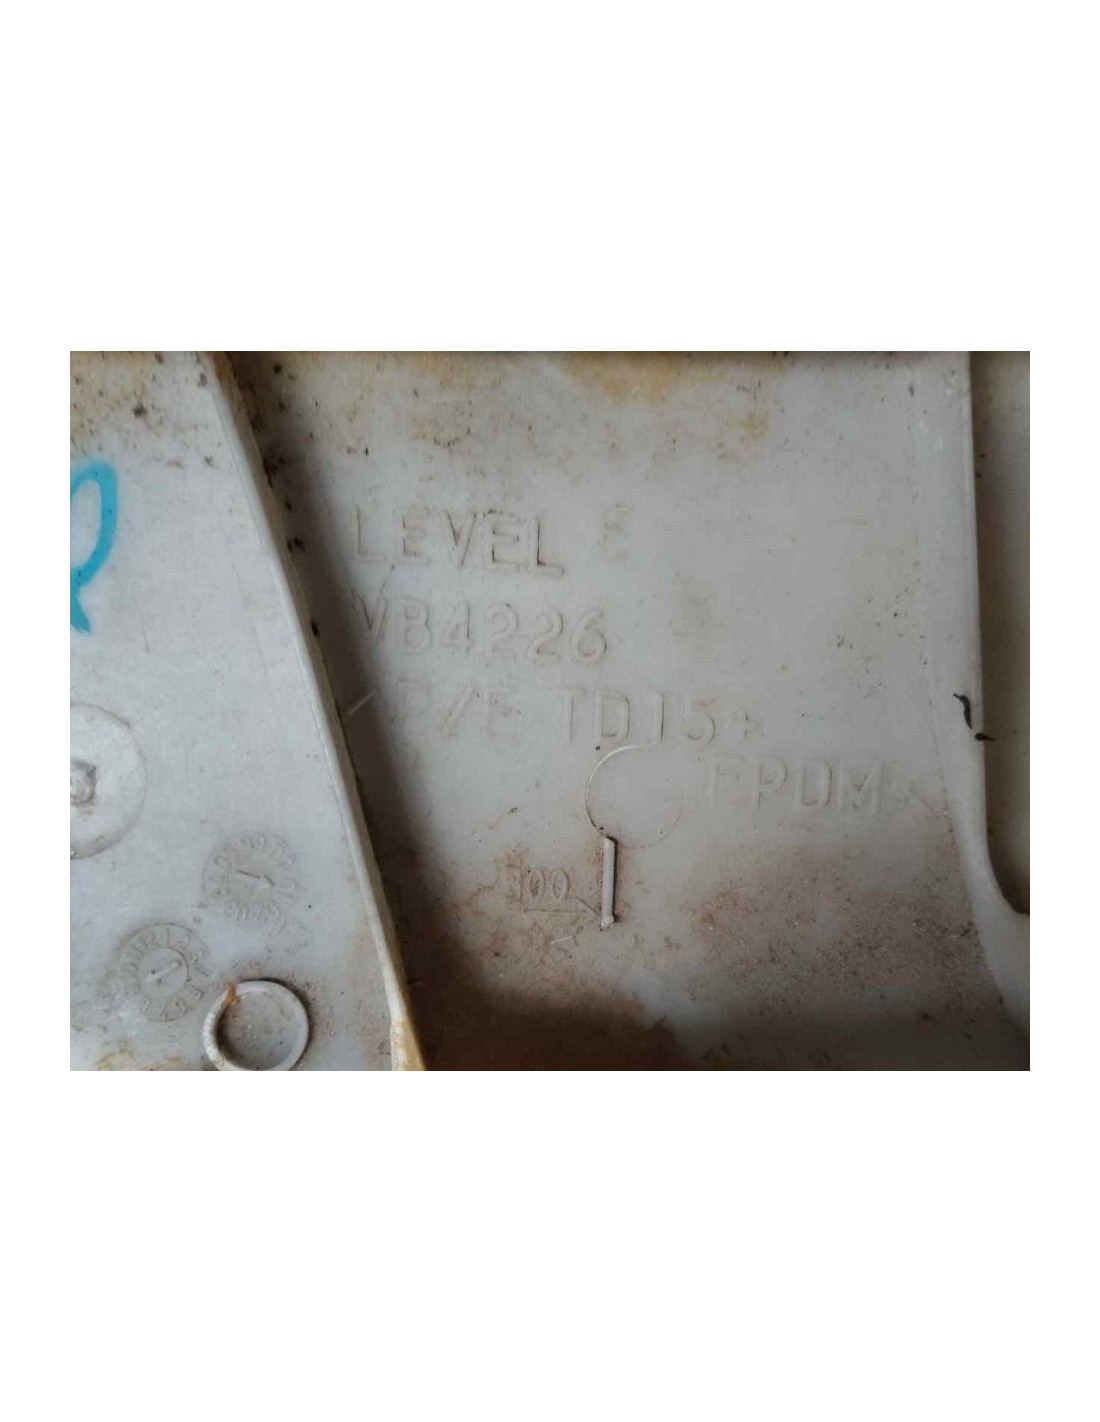 LEVEL E
VB4226
>P/E TD15+
EPDM<
300